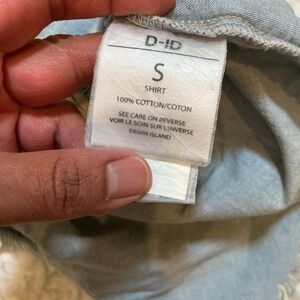 D-ID
S
SHIRT
100% COTTON/COTON
SEE CARE ON REVERSE
VOIR LE SOIN SUR L'INVERSE
DENIM ISLAND